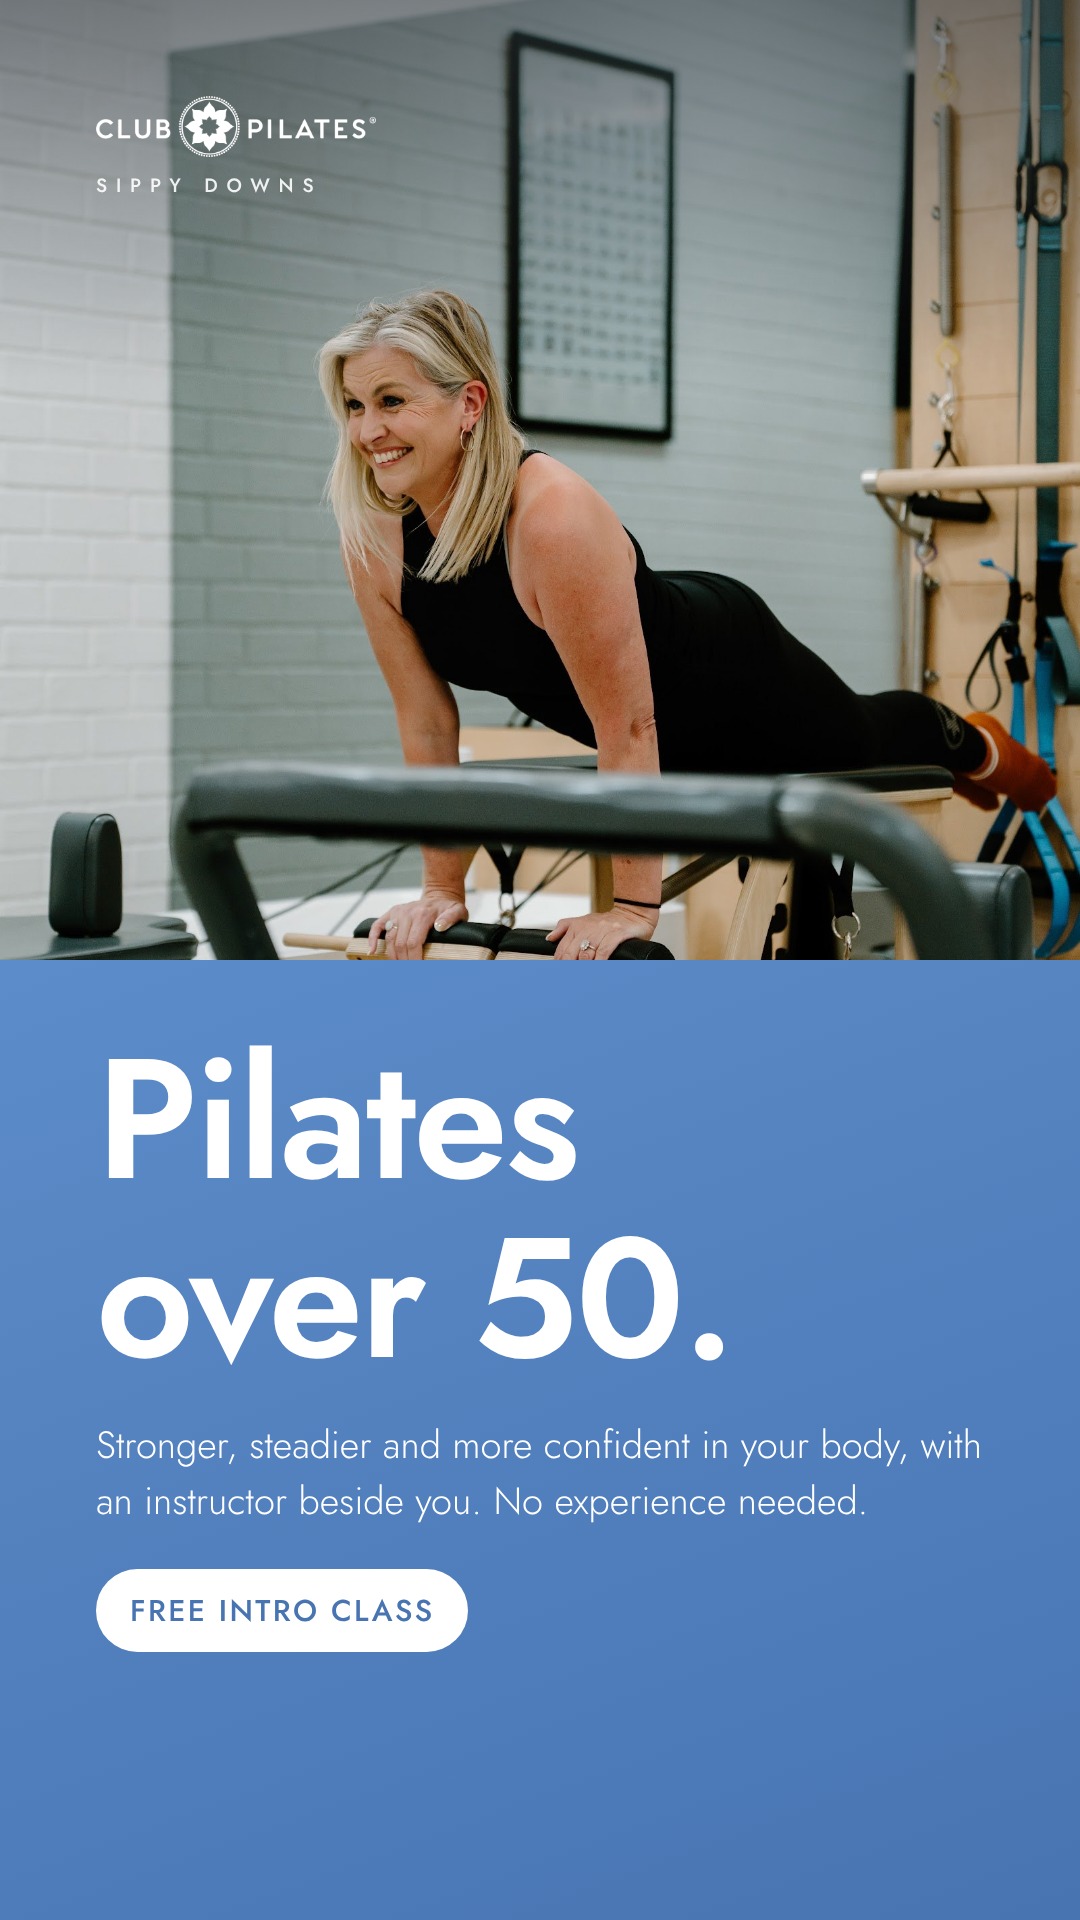 CLUB PILATES®
SIPPY DOWNS
Pilates
over 50.
Stronger, steadier and more confident in your body, with
an instructor beside you. No experience needed.
FREE INTRO CLASS